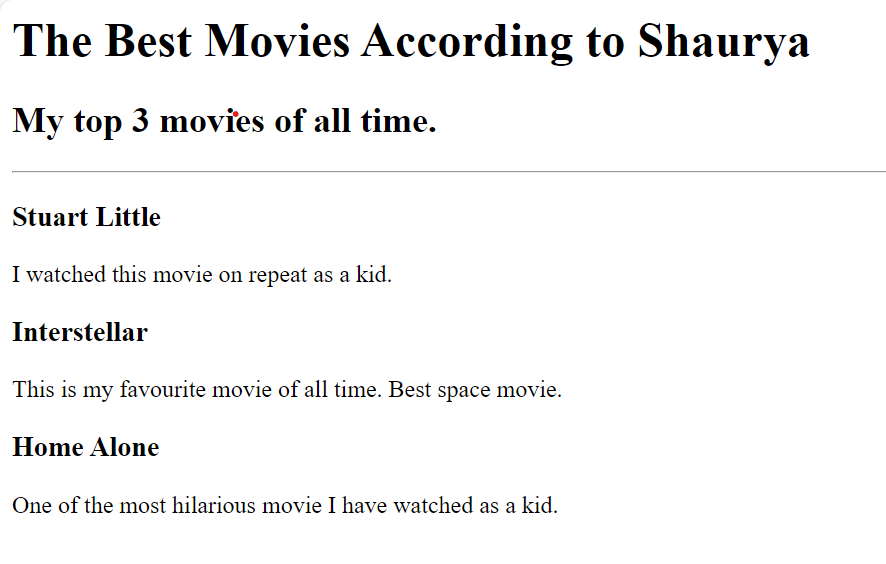 The Best Movies According to Shaurya
My top 3 movies of all time.
Stuart Little
I watched this movie on repeat as a kid.
Interstellar
This is my favourite movie of all time. Best space movie.
Home Alone
One of the most hilarious movie I have watched as a kid.